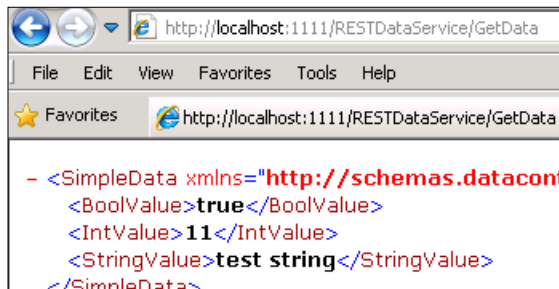 http://localhost:1111/RESTDataService/GetData
File Edit View Favorites Tools Help
Favorites http://localhost:1111/RESTDataService/GetData
- <SimpleData xmlns="http://schemas.datacont
<BoolValue>true</BoolValue>
<IntValue>11</IntValue>
<StringValue>test string</StringValue>
</SimpleData>